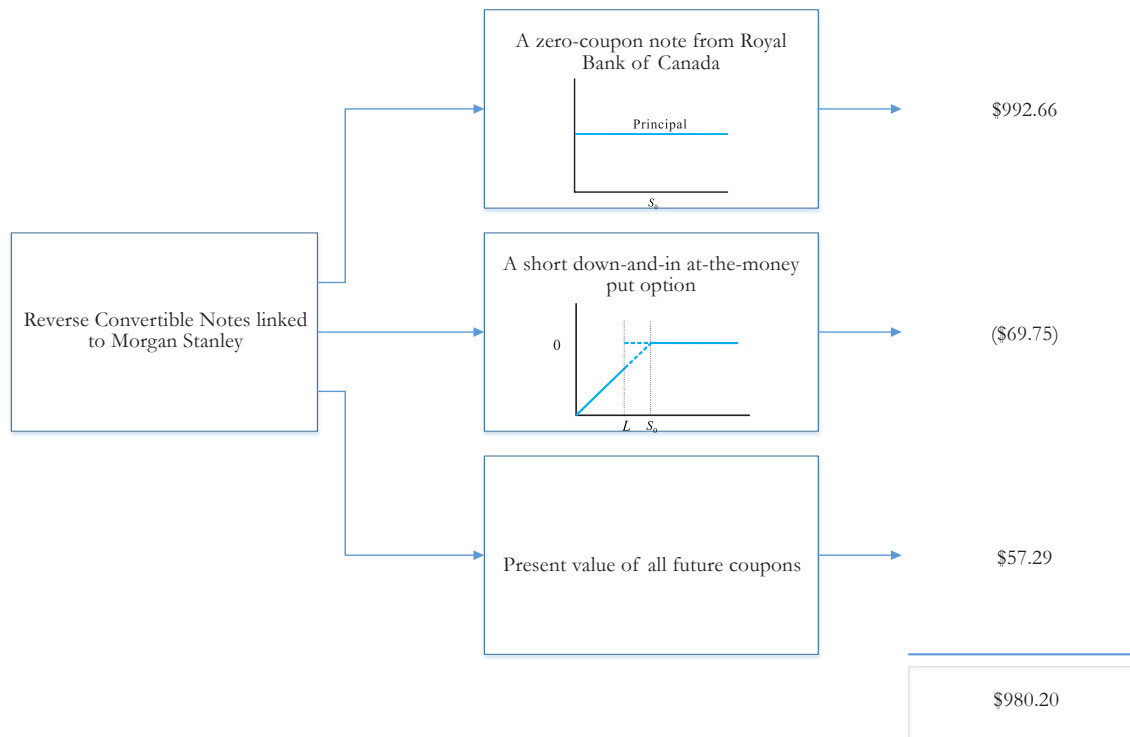 A zero-coupon note from Royal
Bank of Canada
Principal
S₀
$992.66
Reverse Convertible Notes linked
to Morgan Stanley
A short down-and-in at-the-money
put option
0
L S₀
($69.75)
Present value of all future coupons
$57.29
$980.20